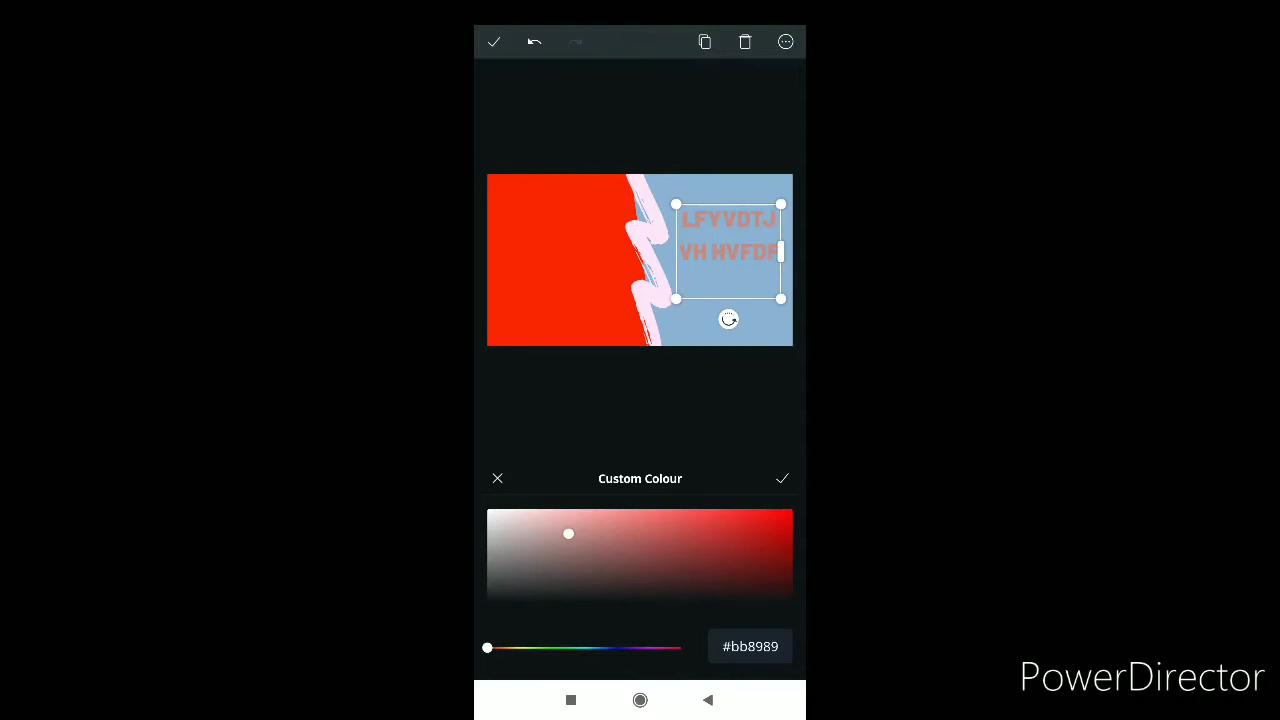 LFYVDTJ
VH HVFDF
Custom Colour
#bb8989
PowerDirector